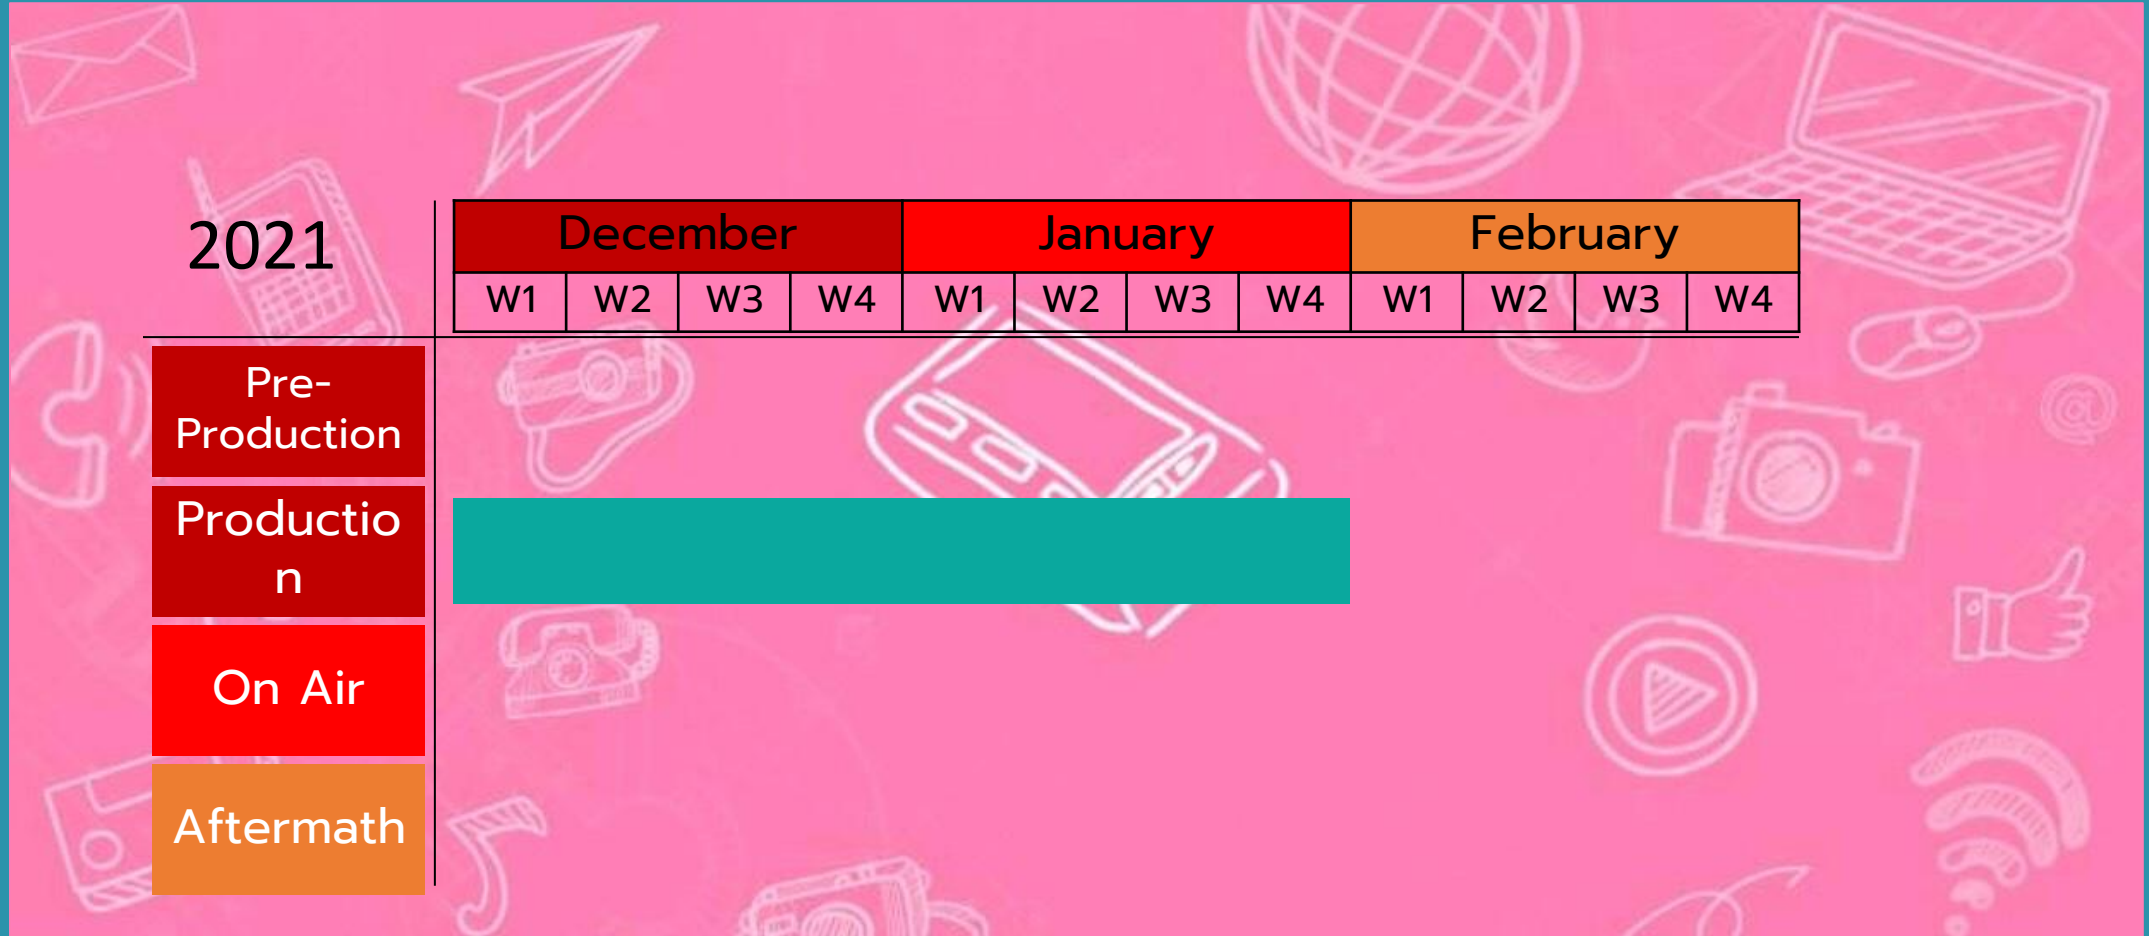 2021
December January February
W1 W2 W3 W4 W1 W2 W3 W4 W1 W2 W3 W4
Pre-
Production
Productio
n
On Air
Aftermath
@